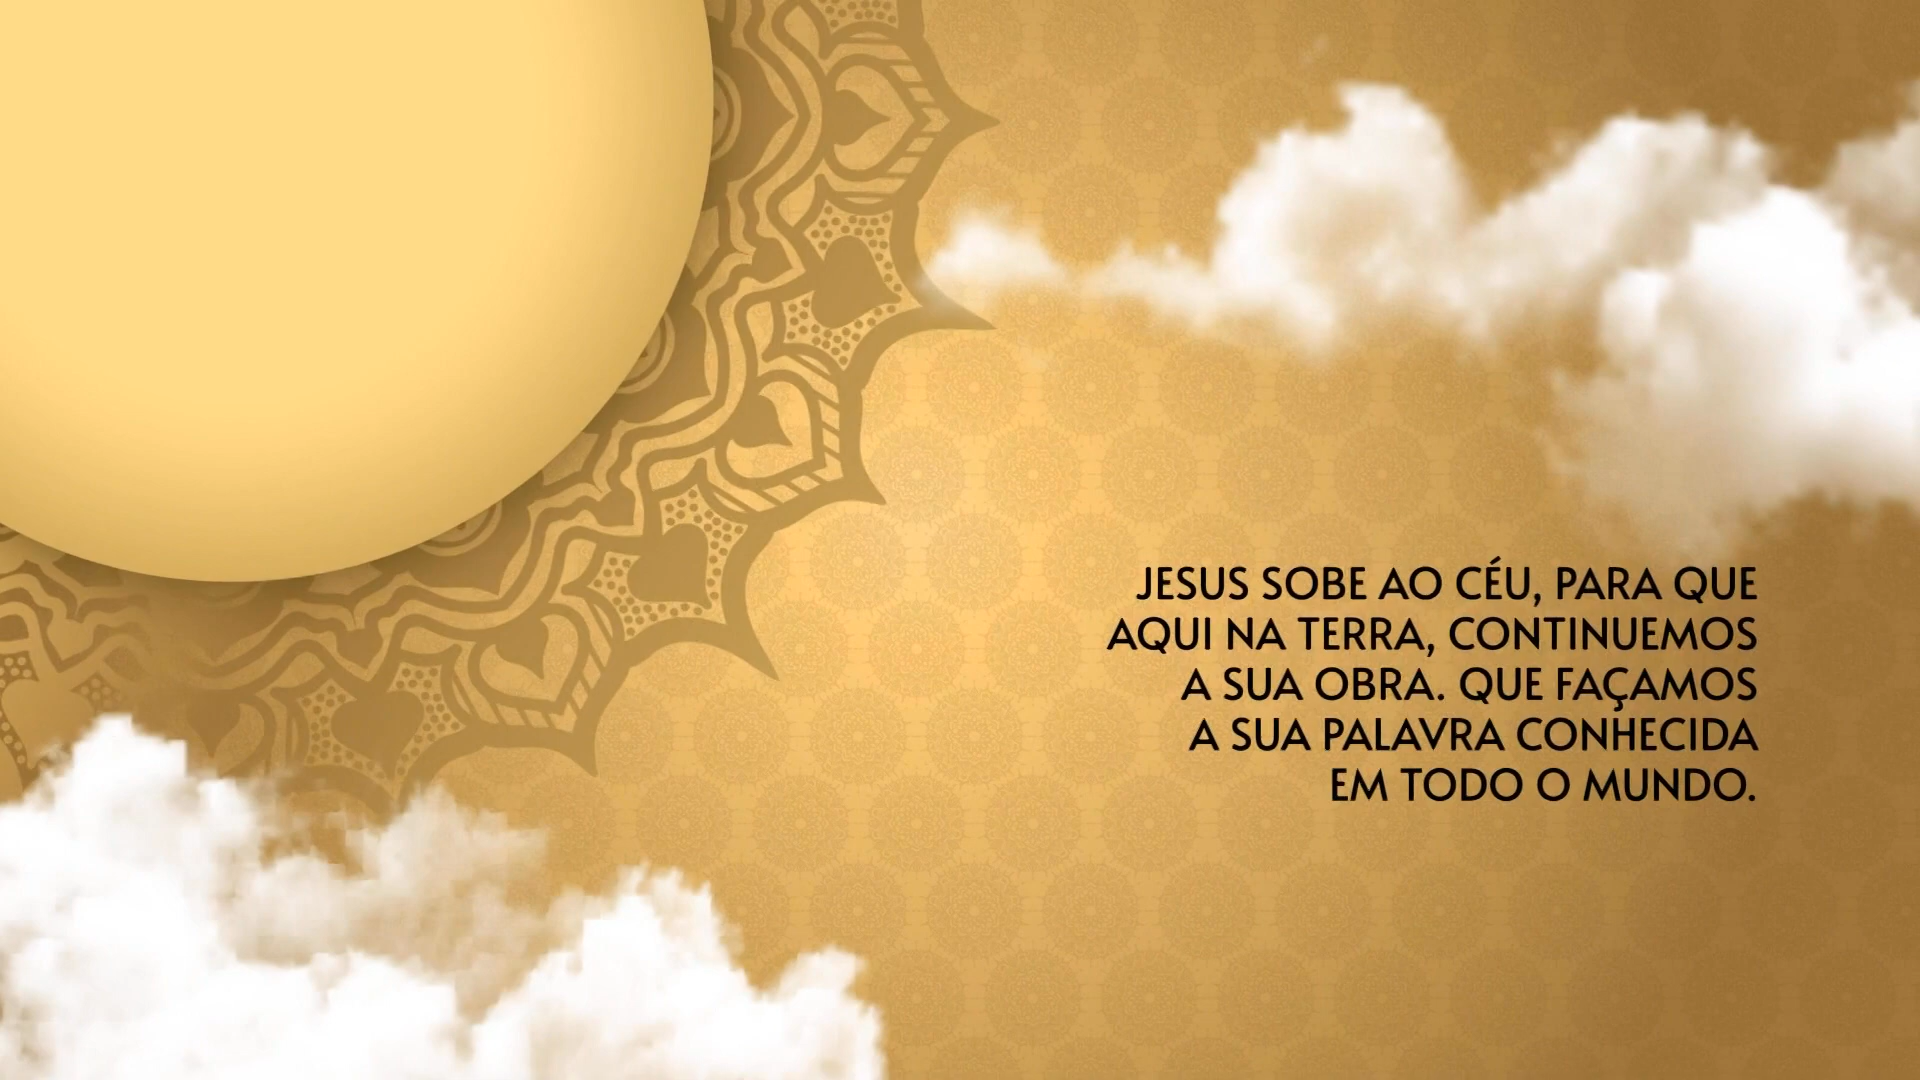 JESUS SOBE AO CÉU, PARA QUE
AQUI NA TERRA, CONTINUEMOS
A SUA OBRA. QUE FAÇAMOS
A SUA PALAVRA CONHECIDA
EM TODO O MUNDO.